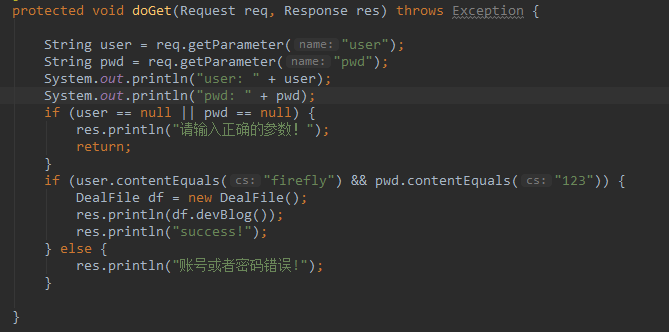 protected void doGet(Request req, Response res) throws Exception {
String user = req.getParameter( name: "user");
String pwd = req.getParameter( name: "pwd");
System.out.println("user: " + user);
System.out.println("pwd: " + pwd);
if (user == null || pwd == null) {
res.println("请输入正确的参数! ");
return;
}
if (user.contentEquals( cs: "firefly") && pwd.contentEquals( cs: "123")) {
DealFile df = new DealFile();
res.println(df.devBlog());
res.println("success!");
} else {
res.println("账号或者密码错误!");
}
}